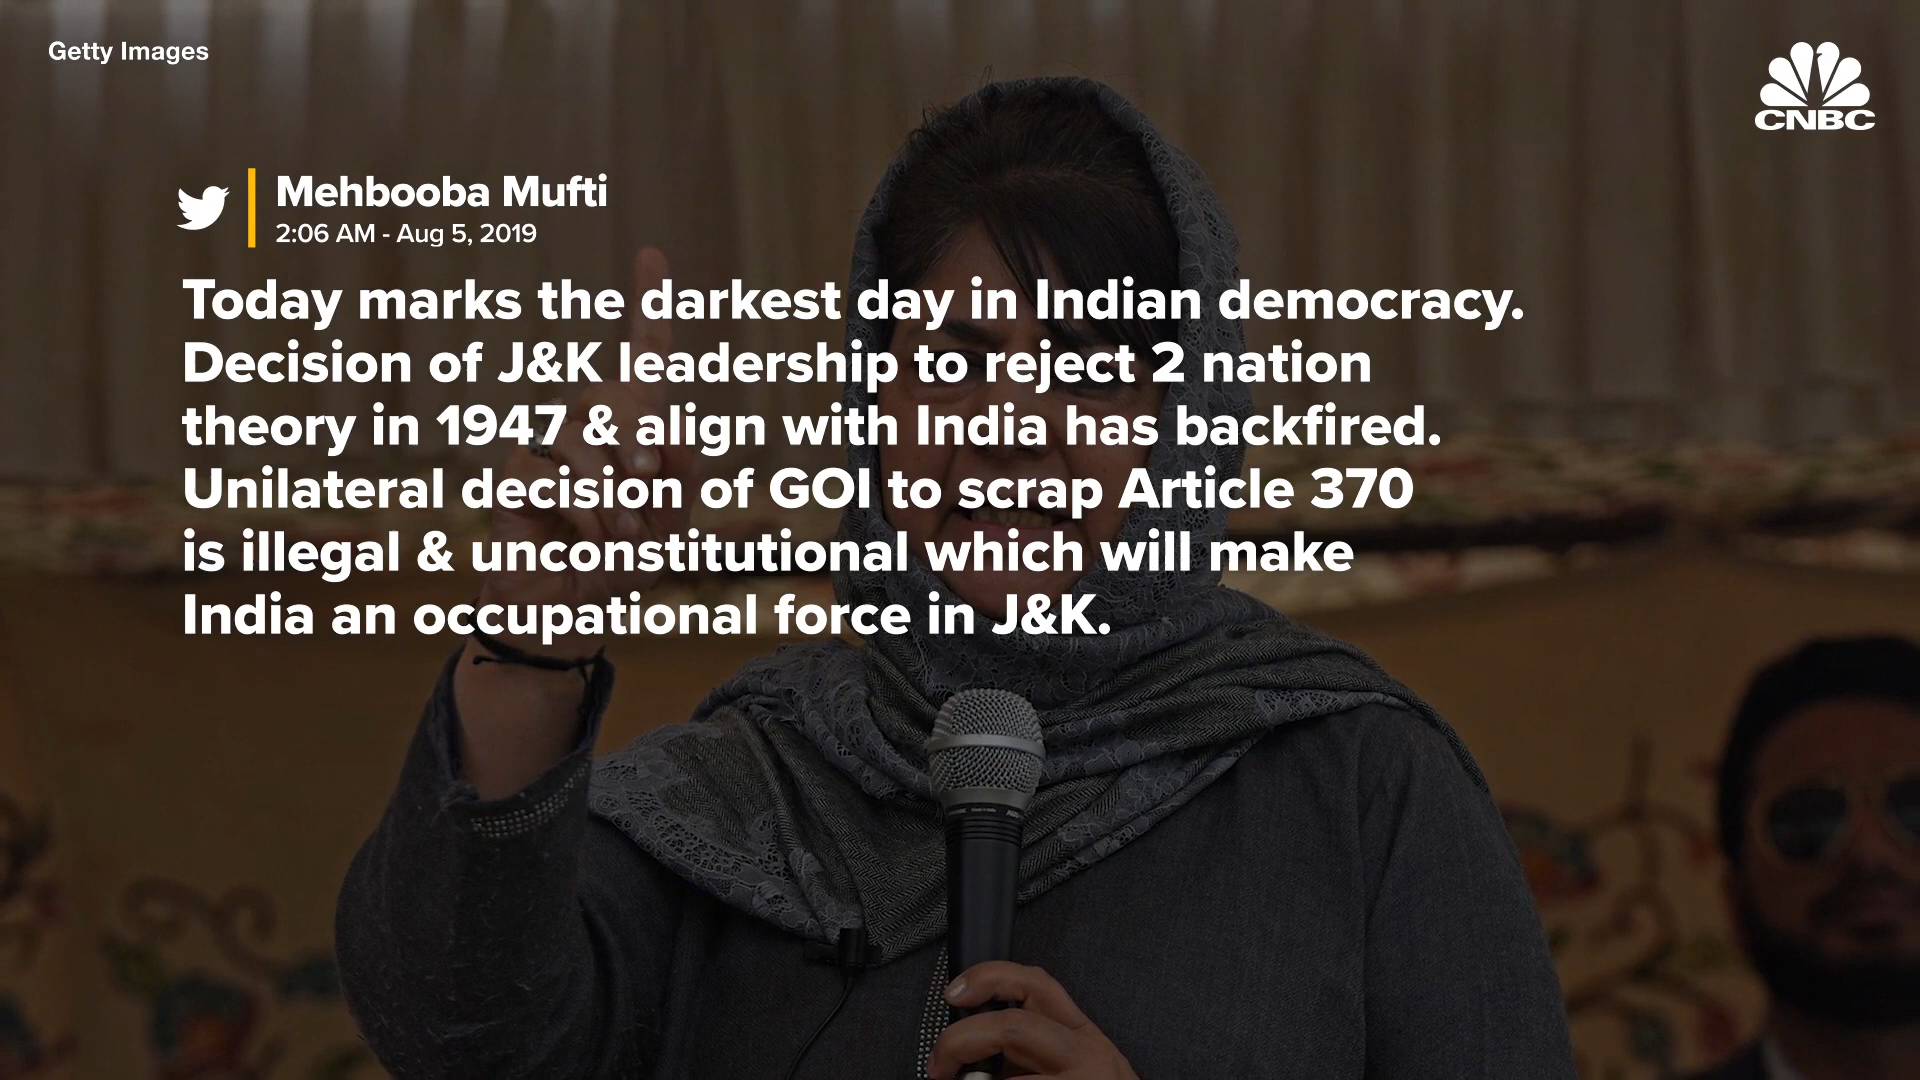 Getty Images
CNBC
Mehbooba Mufti
2:06 AM - Aug 5, 2019
Today marks the darkest day in Indian democracy.
Decision of J&K leadership to reject 2 nation
theory in 1947 & align with India has backfired.
Unilateral decision of GOI to scrap Article 370
is illegal & unconstitutional which will make
India an occupational force in J&K.